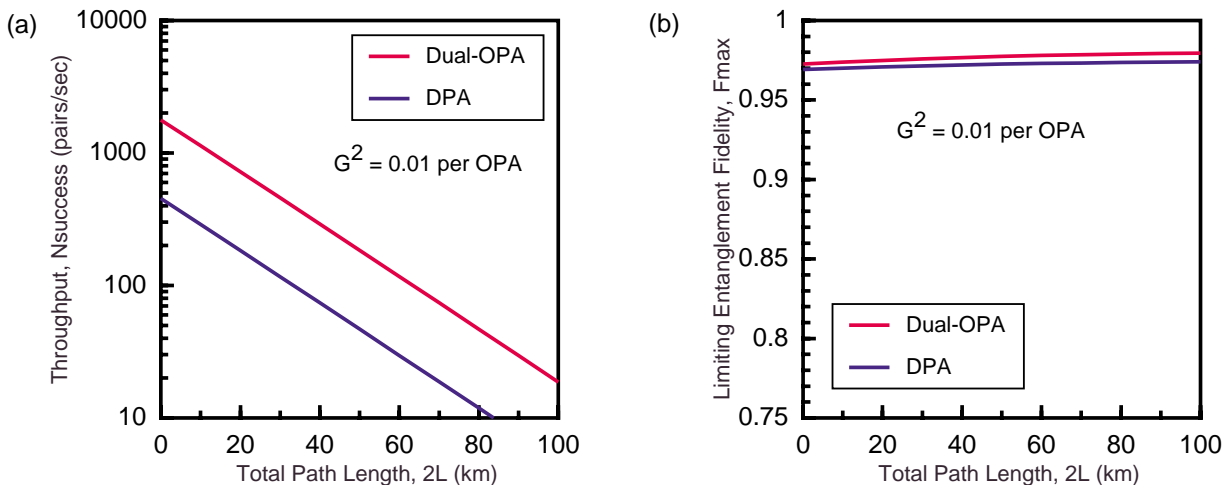 (a)
Throughput, Nsuccess (pairs/sec)
10000
1000
100
10
Dual-OPA
DPA
G² = 0.01 per OPA
0 20 40 60 80 100
Total Path Length, 2L (km)
(b)
Limiting Entanglement Fidelity, Fmax
1
0.95
0.9
0.85
0.8
0.75
G² = 0.01 per OPA
Dual-OPA
DPA
0 20 40 60 80 100
Total Path Length, 2L (km)